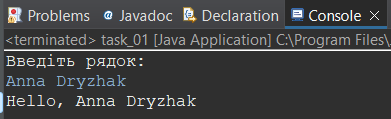 Problems @ Javadoc Declaration Console ×
<terminated> task_01 [Java Application] C:\Program Files\
Введіть рядок:
Anna Dryzhak
Hello, Anna Dryzhak